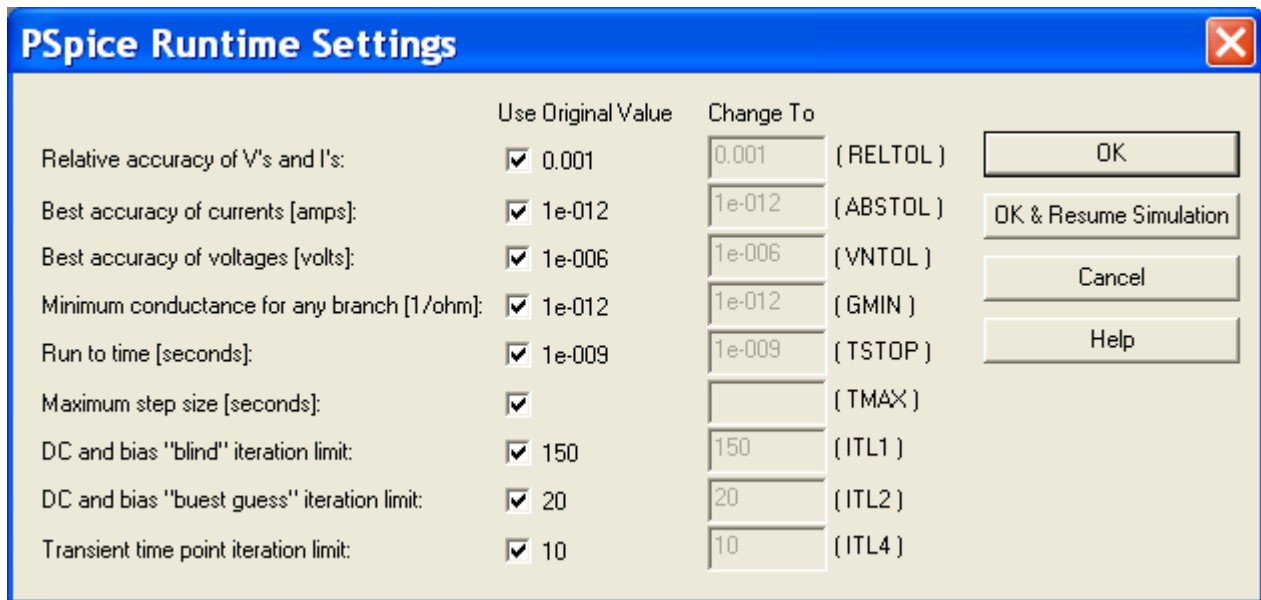 PSpice Runtime Settings
Use Original Value Change To
Relative accuracy of V's and I's: 0.001 0.001 ( RELTOL ) OK
Best accuracy of currents [amps]: 1e-012 1e-012 ( ABSTOL ) OK & Resume Simulation
Best accuracy of voltages [volts]: 1e-006 1e-006 ( VNTOL ) Cancel
Minimum conductance for any branch [1/ohm]: 1e-012 1e-012 ( GMIN )
Run to time [seconds]: 1e-009 1e-009 ( TSTOP ) Help
Maximum step size [seconds]: ( TMAX )
DC and bias "blind" iteration limit: 150 150 ( ITL1 )
DC and bias "buest guess" iteration limit: 20 20 ( ITL2 )
Transient time point iteration limit: 10 10 ( ITL4 )